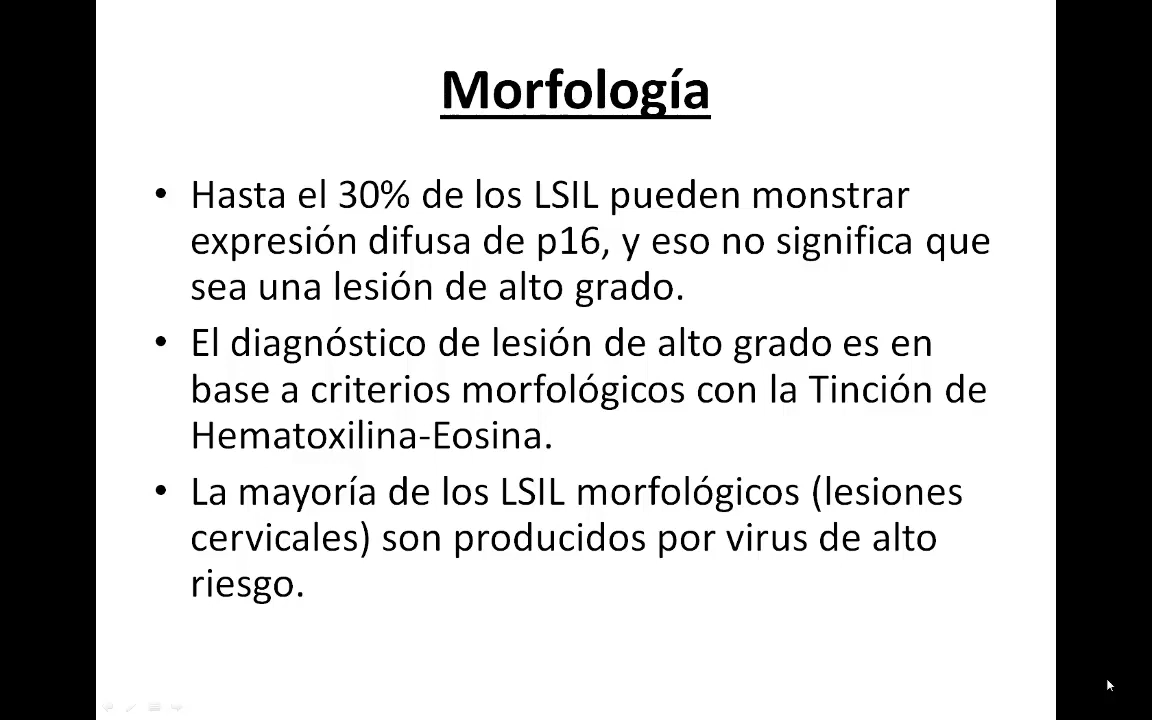 Morfología
• Hasta el 30% de los LSIL pueden monstrar
expresión difusa de p16, y eso no significa que
sea una lesión de alto grado.
• El diagnóstico de lesión de alto grado es en
base a criterios morfológicos con la Tinción de
Hematoxilina-Eosina.
• La mayoría de los LSIL morfológicos (lesiones
cervicales) son producidos por virus de alto
riesgo.